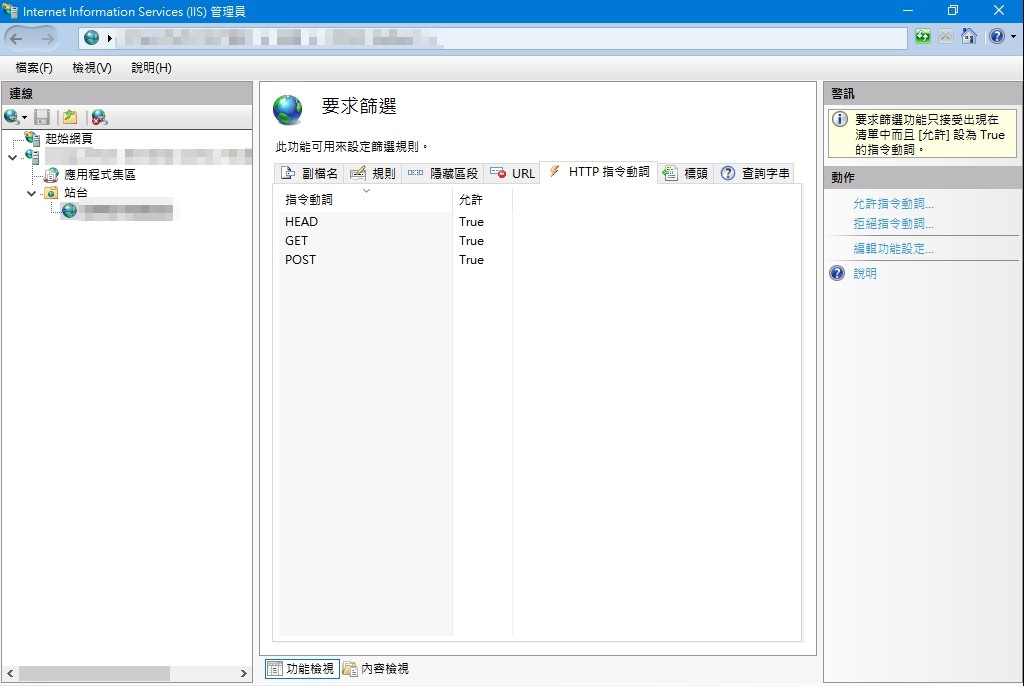 Internet Information Services (IIS) 管理員
檔案(F) 檢視(V) 說明(H)
連線
起始網頁
應用程式集區
站台
要求篩選
此功能可用來設定篩選規則。
副檔名 規則 隱藏區段 URL HTTP 指令動詞 標頭 查詢字串
指令動詞 允許
HEAD True
GET True
POST True
功能檢視 內容檢視
警訊
要求篩選功能只接受出現在
清單中而且 [允許] 設為 True
的指令動詞。
動作
允許指令動詞...
拒絕指令動詞...
編輯功能設定...
說明